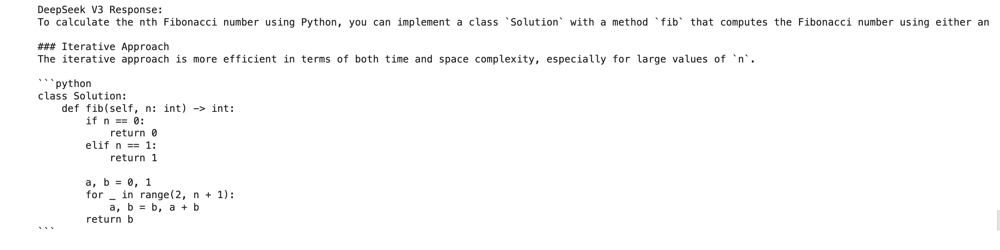 DeepSeek V3 Response:
To calculate the nth Fibonacci number using Python, you can implement a class `Solution` with a method `fib` that computes the Fibonacci number using either an
### Iterative Approach
The iterative approach is more efficient in terms of both time and space complexity, especially for large values of `n`.
```python
class Solution:
    def fib(self, n: int) -> int:
        if n == 0:
            return 0
        elif n == 1:
            return 1

        a, b = 0, 1
        for _ in range(2, n + 1):
            a, b = b, a + b
        return b
```